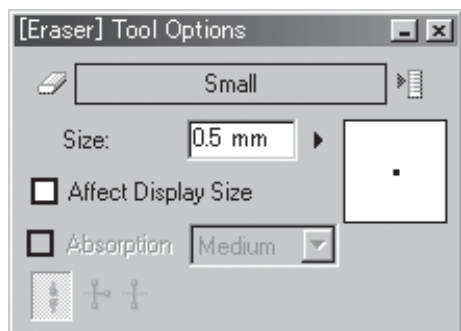 [Eraser] Tool Options
Small
Size: 0.5 mm
Affect Display Size
Absorption Medium